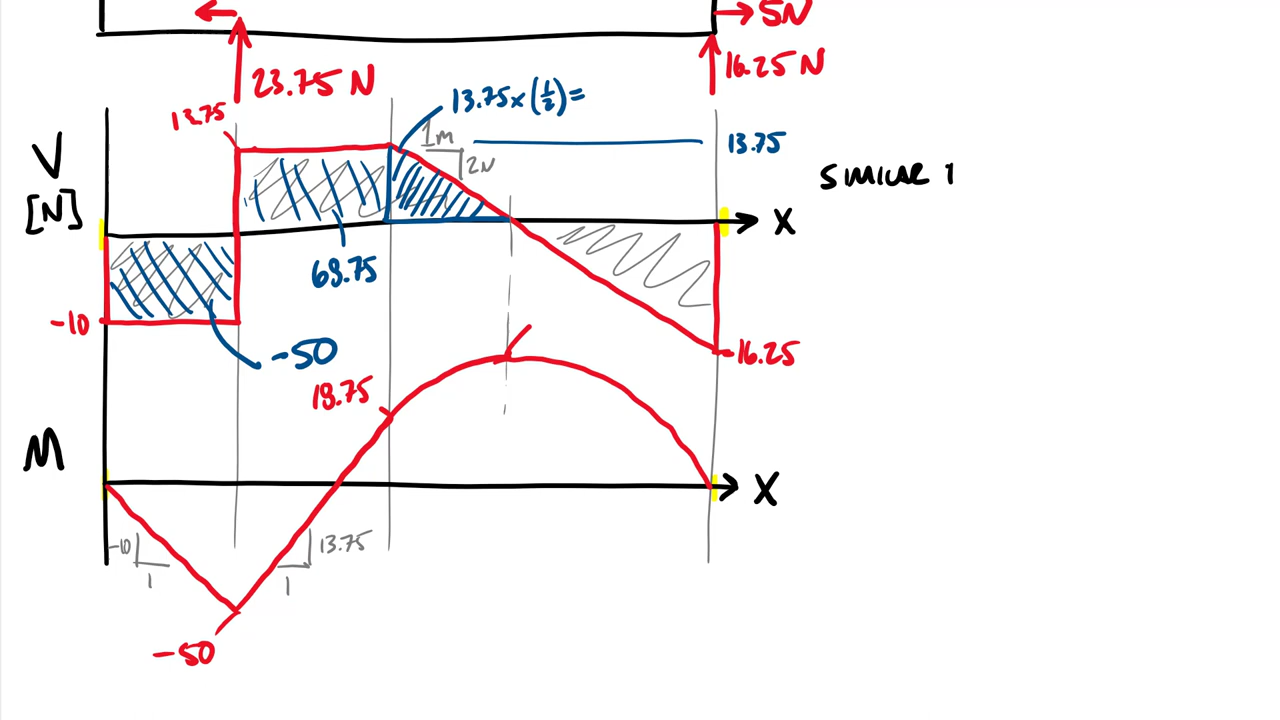 5N
23.75 N
16.25 N
13.75
13.75 x (1/2) =
1m
2N
13.75
V
[N]
SIMILAR T
X
68.75
-10
-50
-16.25
18.75
M
X
-10
1
13.75
1
-50